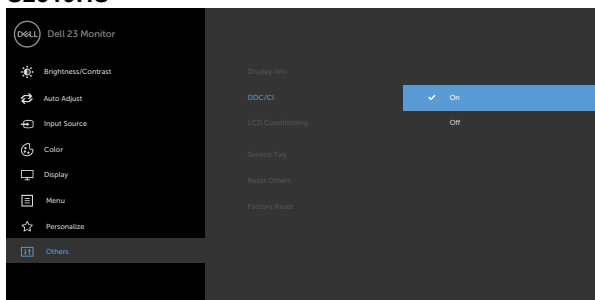 DELL
Dell 23 Monitor
Brightness/Contrast
Auto Adjust
Input Source
Color
Display
Menu
Personalize
Others
Display Info
DDC/CI
LCD Conditioning
Service Tag
Reset Others
Factory Reset
On
Off